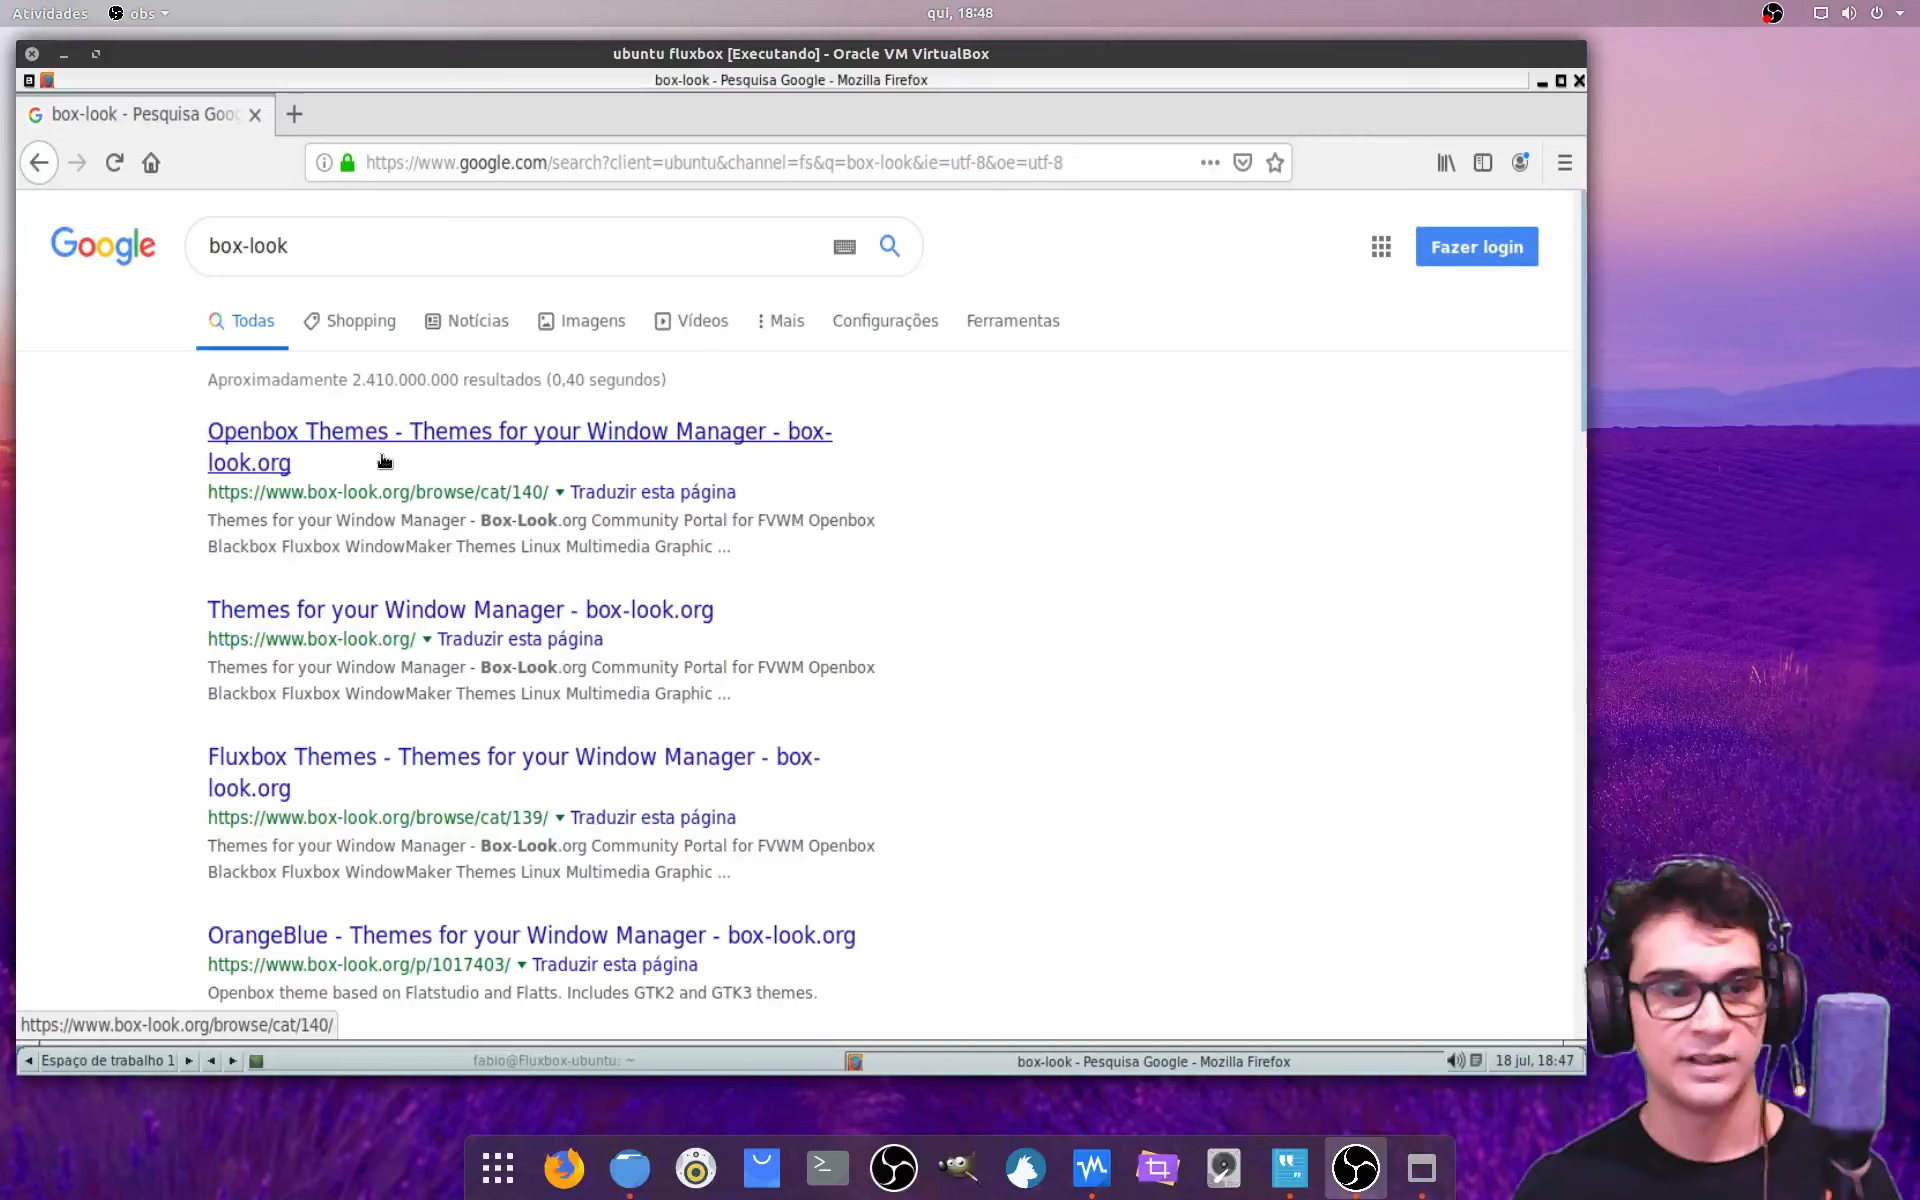 Atividades
obs
qui, 18:48
ubuntu fluxbox [Executando] - Oracle VM VirtualBox
box-look - Pesquisa Google - Mozilla Firefox
box-look - Pesquisa Goo
https://www.google.com/search?client=ubuntu&channel=fs&q=box-look&ie=utf-8&oe=utf-8
Google
box-look
Fazer login
Todas
Shopping
Notícias
Imagens
Vídeos
Mais
Configurações
Ferramentas
Aproximadamente 2.410.000.000 resultados (0,40 segundos)
Openbox Themes - Themes for your Window Manager - box-
look.org
https://www.box-look.org/browse/cat/140/ ▾ Traduzir esta página
Themes for your Window Manager - Box-Look.org Community Portal for FVWM Openbox
Blackbox Fluxbox WindowMaker Themes Linux Multimedia Graphic ...
Themes for your Window Manager - box-look.org
https://www.box-look.org/ ▾ Traduzir esta página
Themes for your Window Manager - Box-Look.org Community Portal for FVWM Openbox
Blackbox Fluxbox WindowMaker Themes Linux Multimedia Graphic ...
Fluxbox Themes - Themes for your Window Manager - box-
look.org
https://www.box-look.org/browse/cat/139/ ▾ Traduzir esta página
Themes for your Window Manager - Box-Look.org Community Portal for FVWM Openbox
Blackbox Fluxbox WindowMaker Themes Linux Multimedia Graphic ...
OrangeBlue - Themes for your Window Manager - box-look.org
https://www.box-look.org/p/1017403/ ▾ Traduzir esta página
Openbox theme based on Flatstudio and Flatts. Includes GTK2 and GTK3 themes.
https://www.box-look.org/browse/cat/140/
Espaço de trabalho 1
fabio@Fluxbox-ubuntu: ~
box-look - Pesquisa Google - Mozilla Firefox
18 jul, 18:47